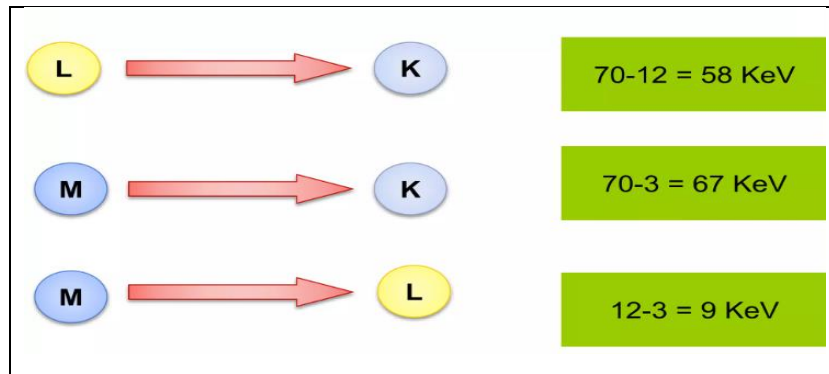 L K 70-12 = 58 KeV
M K 70-3 = 67 KeV
M L 12-3 = 9 KeV